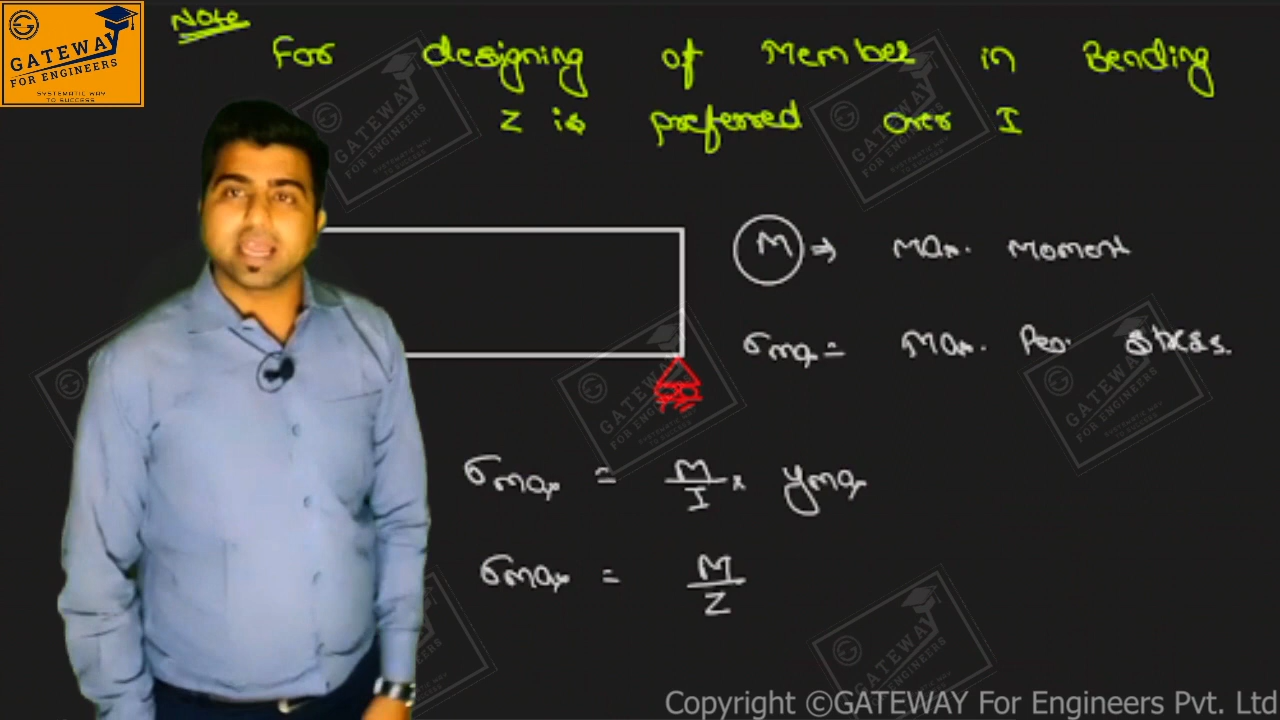 GATEWAY
FOR ENGINEERS
SYSTEMATIC WAY
TO SUCCESS
Note
For designing of Member in Bending
Z is preferred over I
M ⇒ Max. Moment
σmax = Max. Per. stress.
σmax = M/I × ymax
σmax = M/Z
Copyright ©GATEWAY For Engineers Pvt. Ltd